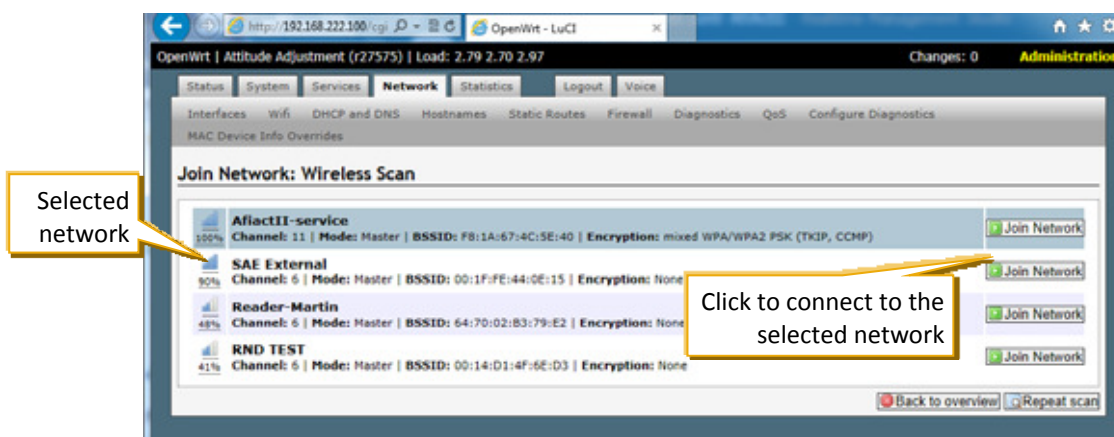 http://192.168.222.100/cgi
OpenWrt - LuCI
OpenWrt | Attitude Adjustment (r27575) | Load: 2.79 2.70 2.97 Changes: 0 Administration
Status System Services Network Statistics Logout Voice
Interfaces Wifi DHCP and DNS Hostnames Static Routes Firewall Diagnostics QoS Configure Diagnostics
MAC Device Info Overrides
Join Network: Wireless Scan
Selected
network
AflactII-service
100% Channel: 11 | Mode: Master | BSSID: F8:1A:67:4C:5E:40 | Encryption: mixed WPA/WPA2 PSK (TKIP, CCMP)
Join Network
SAE External
90% Channel: 6 | Mode: Master | BSSID: 00:1F:FE:44:0E:15 | Encryption: None
Join Network
Click to connect to the
selected network
Reader-Martin
48% Channel: 6 | Mode: Master | BSSID: 64:70:02:B3:79:E2 | Encryption: None
Join Network
RND TEST
41% Channel: 6 | Mode: Master | BSSID: 00:14:D1:4F:6E:D3 | Encryption: None
Join Network
Back to overview Repeat scan